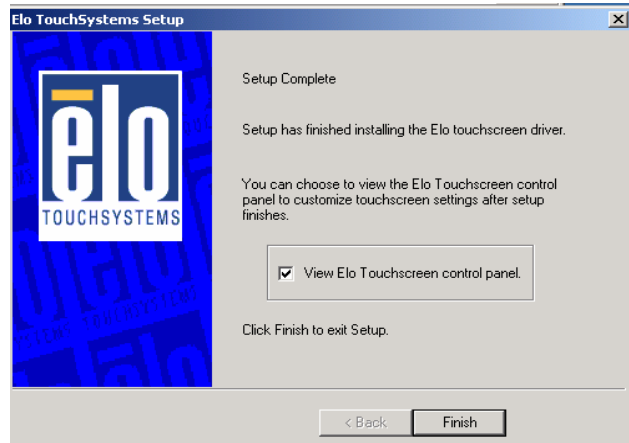 Elo TouchSystems Setup
Setup Complete
Setup has finished installing the Elo touchscreen driver.
You can choose to view the Elo Touchscreen control
panel to customize touchscreen settings after setup
finishes.
elo
TOUCHSYSTEMS
View Elo Touchscreen control panel.
Click Finish to exit Setup.
< Back
Finish